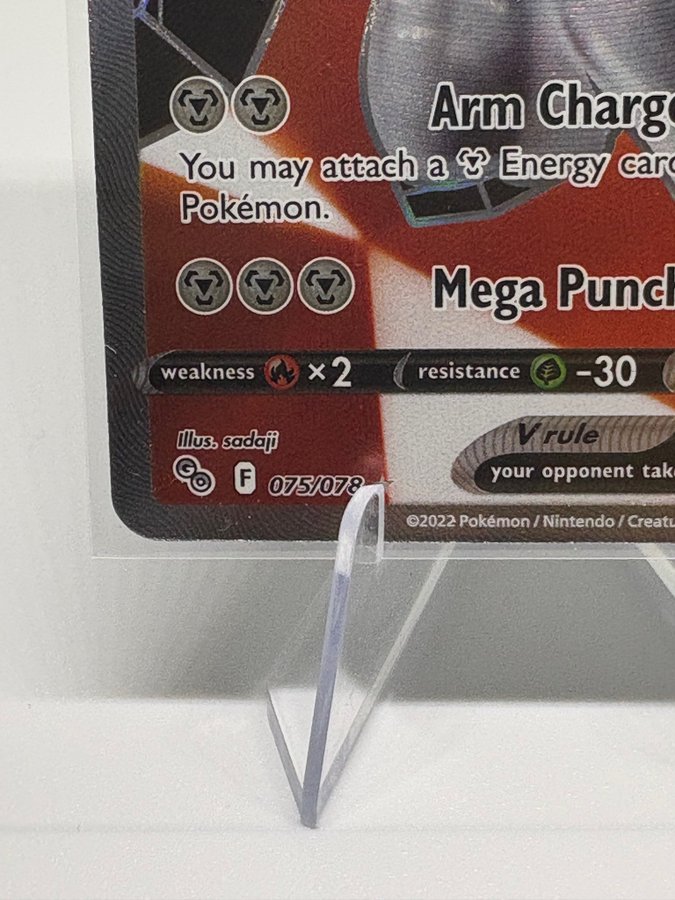 Arm Charge
You may attach a Energy card
Pokémon.
Mega Punch
weakness ×2 resistance -30
Illus. sadaji
V rule
GO F 075/078
your opponent take
©2022 Pokémon / Nintendo / Creatu